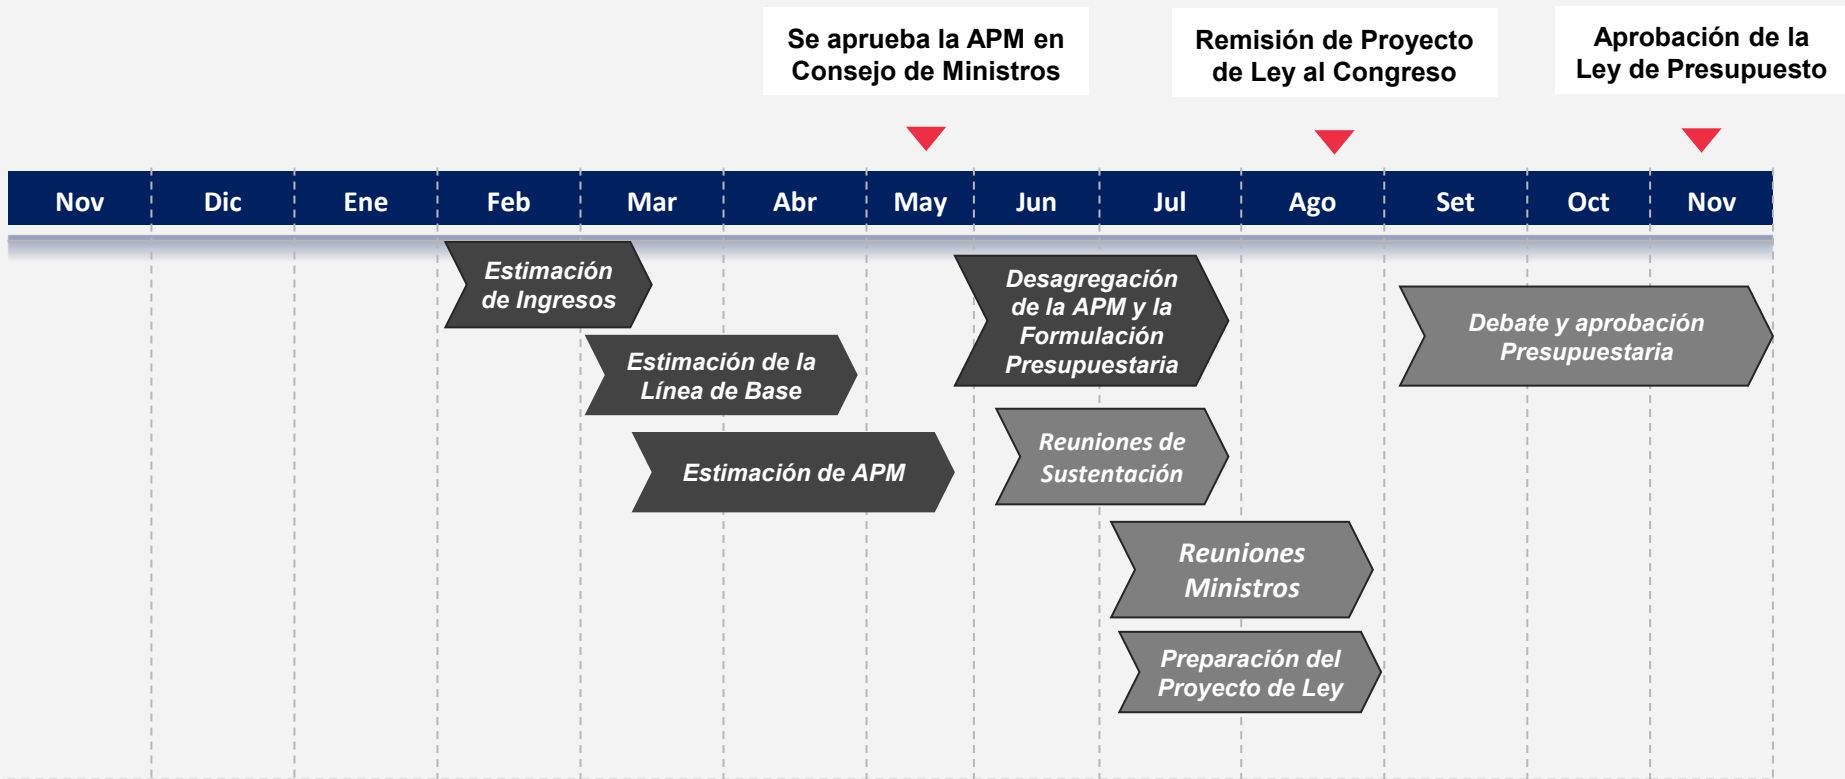 Se aprueba la APM en
Consejo de Ministros
Remisión de Proyecto
de Ley al Congreso
Aprobación de la
Ley de Presupuesto
Nov Dic Ene Feb Mar Abr May Jun Jul Ago Set Oct Nov
Estimación
de Ingresos
Estimación de la
Línea de Base
Estimación de APM
Desagregación
de la APM y la
Formulación
Presupuestaria
Reuniones de
Sustentación
Reuniones
Ministros
Preparación del
Proyecto de Ley
Debate y aprobación
Presupuestaria